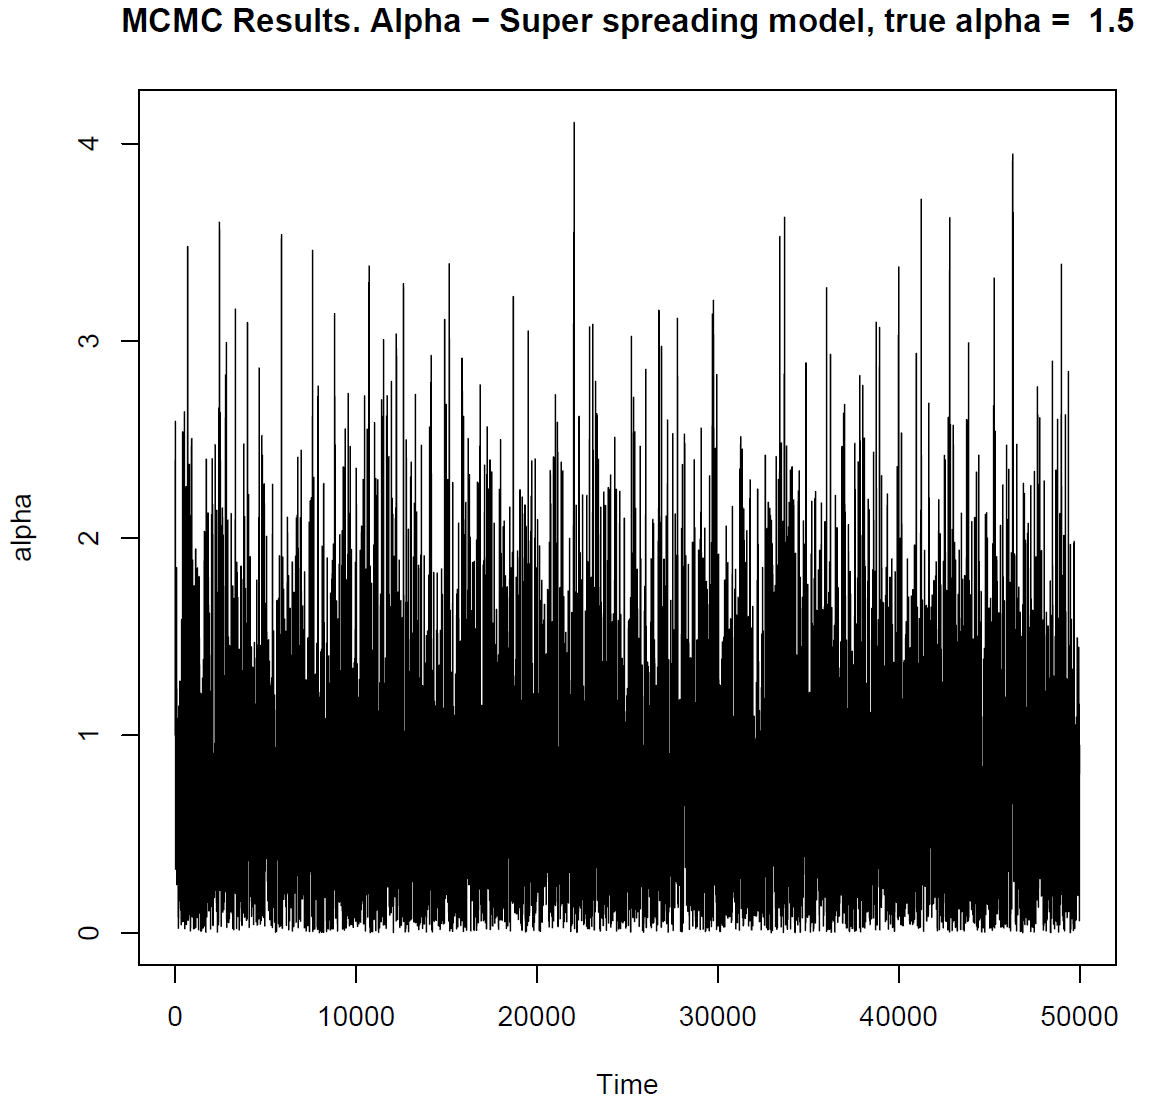 MCMC Results. Alpha − Super spreading model, true alpha =  1.5
4
3
2
1
0
alpha
0 10000 20000 30000 40000 50000
Time